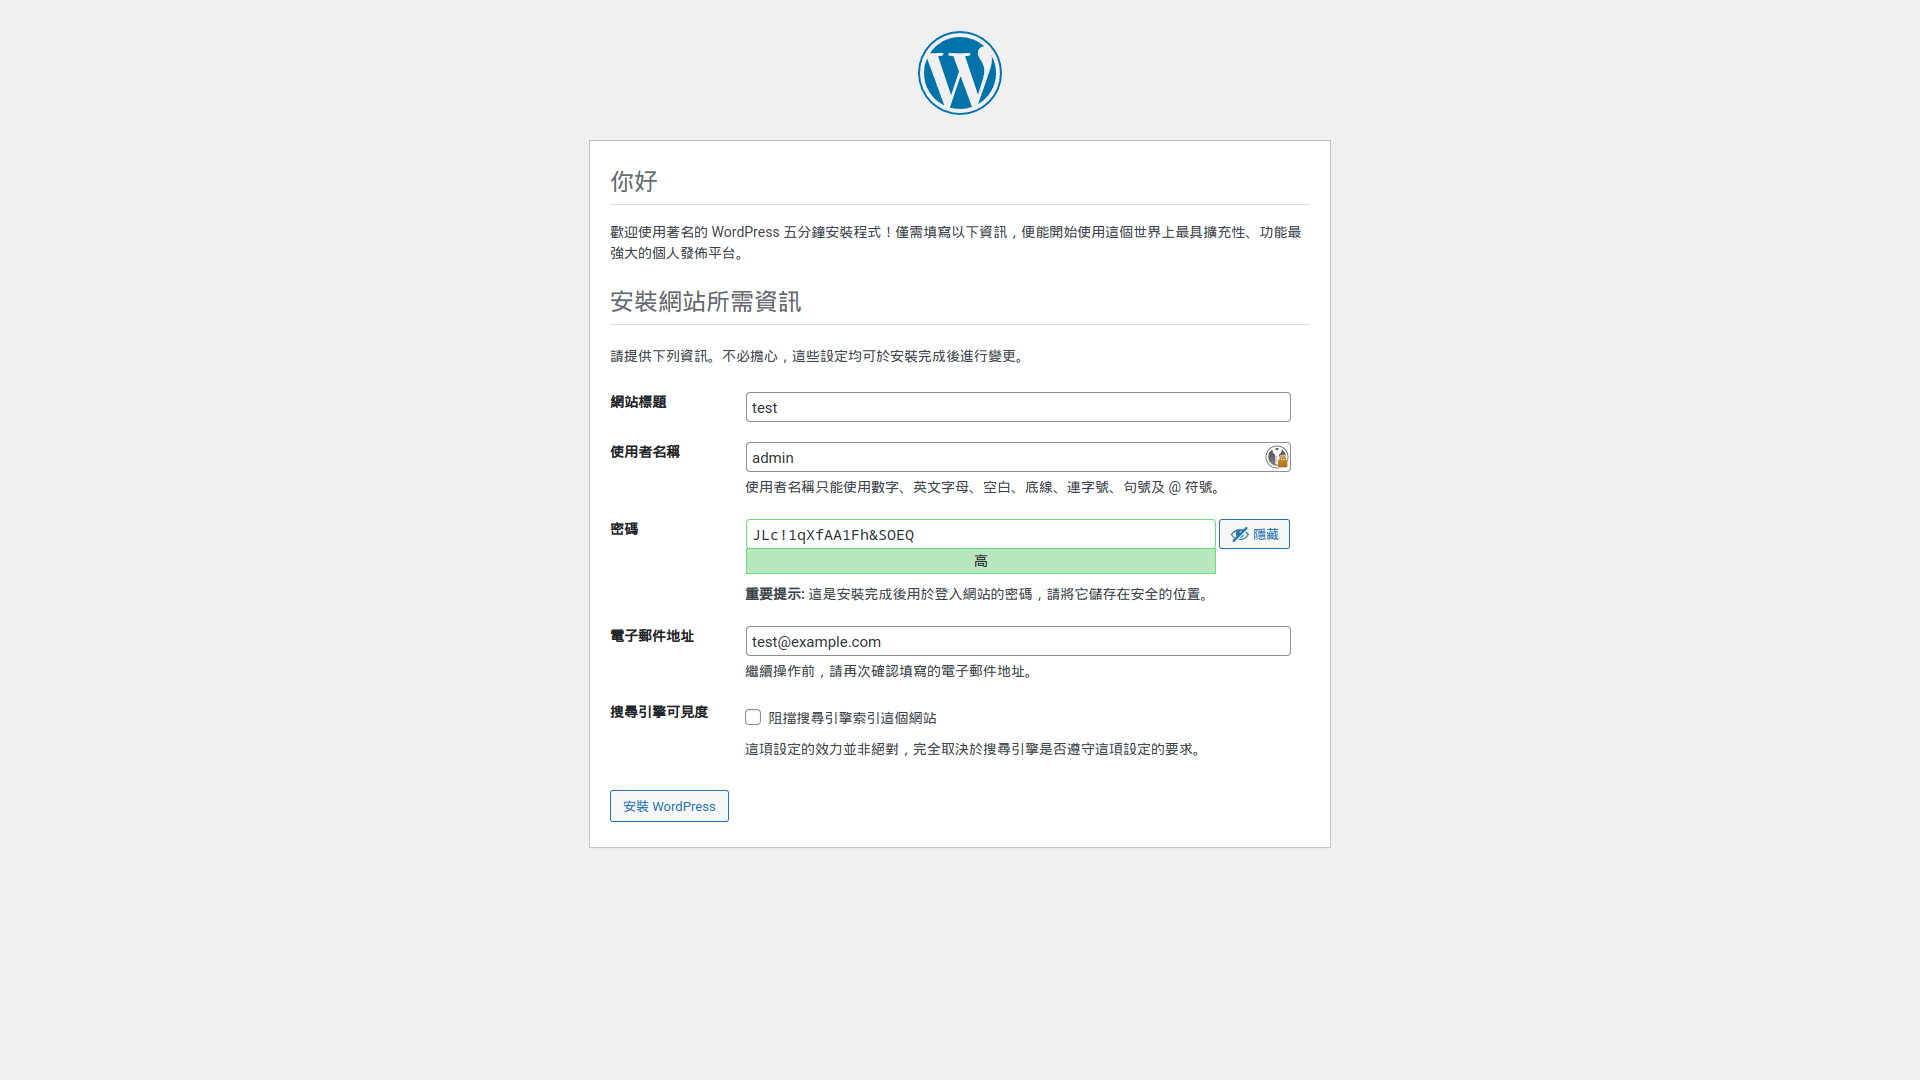 你好
歡迎使用著名的 WordPress 五分鐘安裝程式！僅需填寫以下資訊，便能開始使用這個世界上最具擴充性、功能最
強大的個人發佈平台。
安裝網站所需資訊
請提供下列資訊。不必擔心，這些設定均可於安裝完成後進行變更。
網站標題
test
使用者名稱
admin
使用者名稱只能使用數字、英文字母、空白、底線、連字號、句號及 @ 符號。
密碼
JLc!1qXfAA1Fh&SOEQ
隱藏
高
重要提示: 這是安裝完成後用於登入網站的密碼，請將它儲存在安全的位置。
電子郵件地址
test@example.com
繼續操作前，請再次確認填寫的電子郵件地址。
搜尋引擎可見度
阻擋搜尋引擎索引這個網站
這項設定的效力並非絕對，完全取決於搜尋引擎是否遵守這項設定的要求。
安裝 WordPress